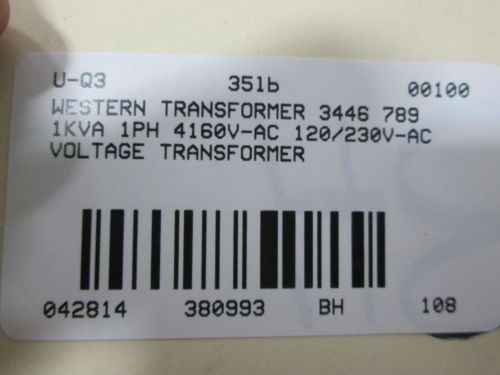 U-Q3 35lb 00100
WESTERN TRANSFORMER 3446 789
1KVA 1PH 4160V-AC 120/230V-AC
VOLTAGE TRANSFORMER
042814 380993 BH 108